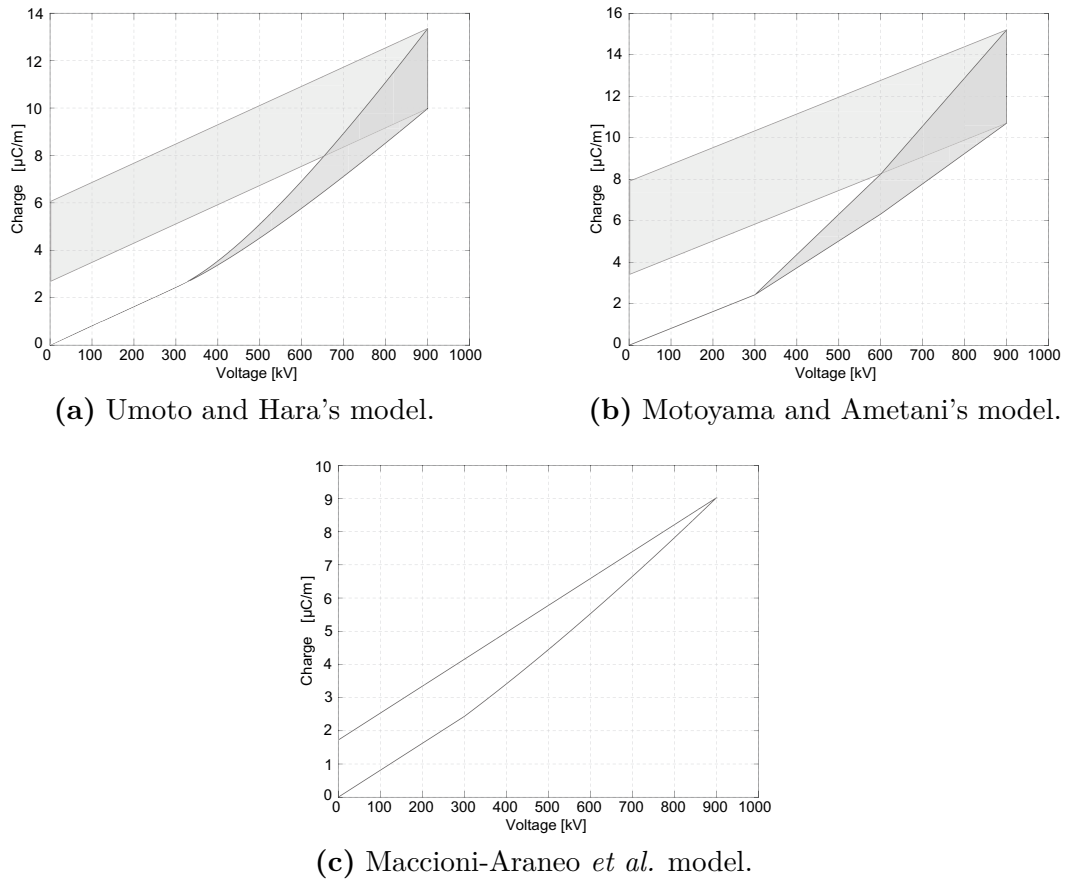 14
12
10
8
6
4
2
0
Charge [µC/m]
0 100 200 300 400 500 600 700 800 900 1000
Voltage [kV]
(a) Umoto and Hara's model.
16
14
12
10
8
6
4
2
0
Charge [µC/m]
0 100 200 300 400 500 600 700 800 900 1000
Voltage [kV]
(b) Motoyama and Ametani's model.
10
9
8
7
6
5
4
3
2
1
0
Charge [µC/m]
0 100 200 300 400 500 600 700 800 900 1000
Voltage [kV]
(c) Maccioni-Araneo et al. model.